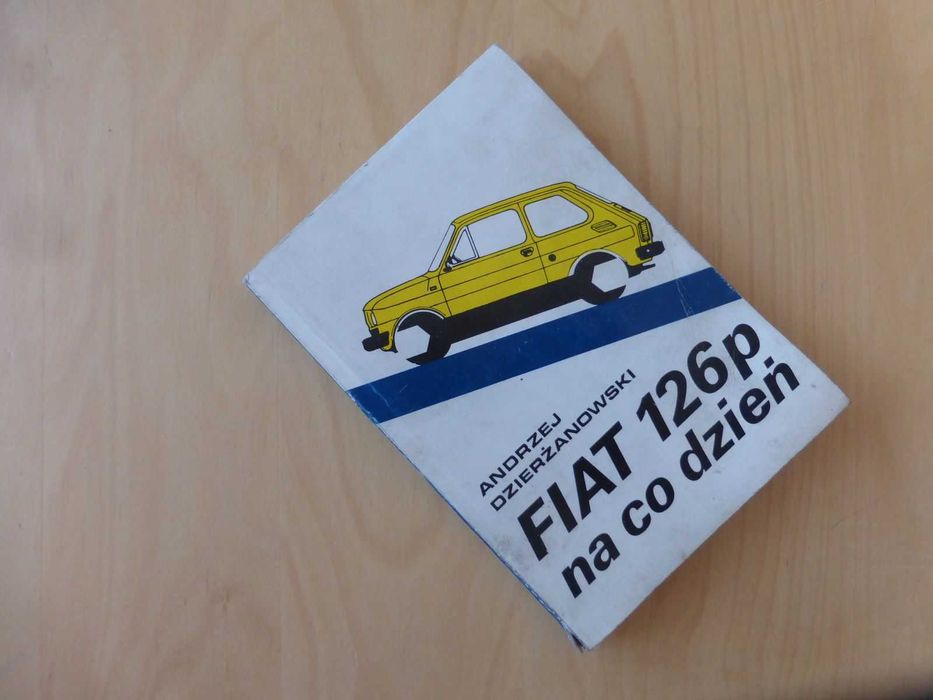 ANDRZEJ
DZIERŻANOWSKI
FIAT 126p
na co dzień